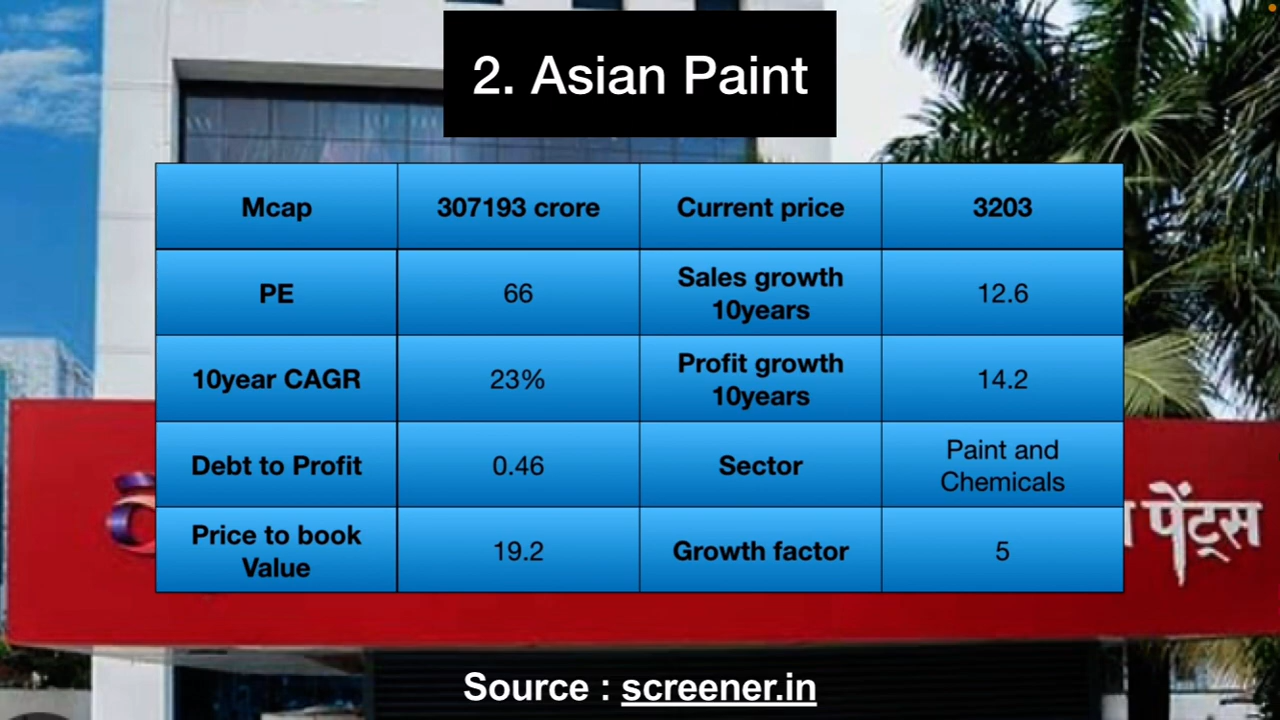 2. Asian Paint
Mcap 307193 crore Current price 3203
PE 66 Sales growth 10years 12.6
10year CAGR 23% Profit growth 10years 14.2
Debt to Profit 0.46 Sector Paint and Chemicals
Price to book Value 19.2 Growth factor 5
पेंट्स
Source : screener.in